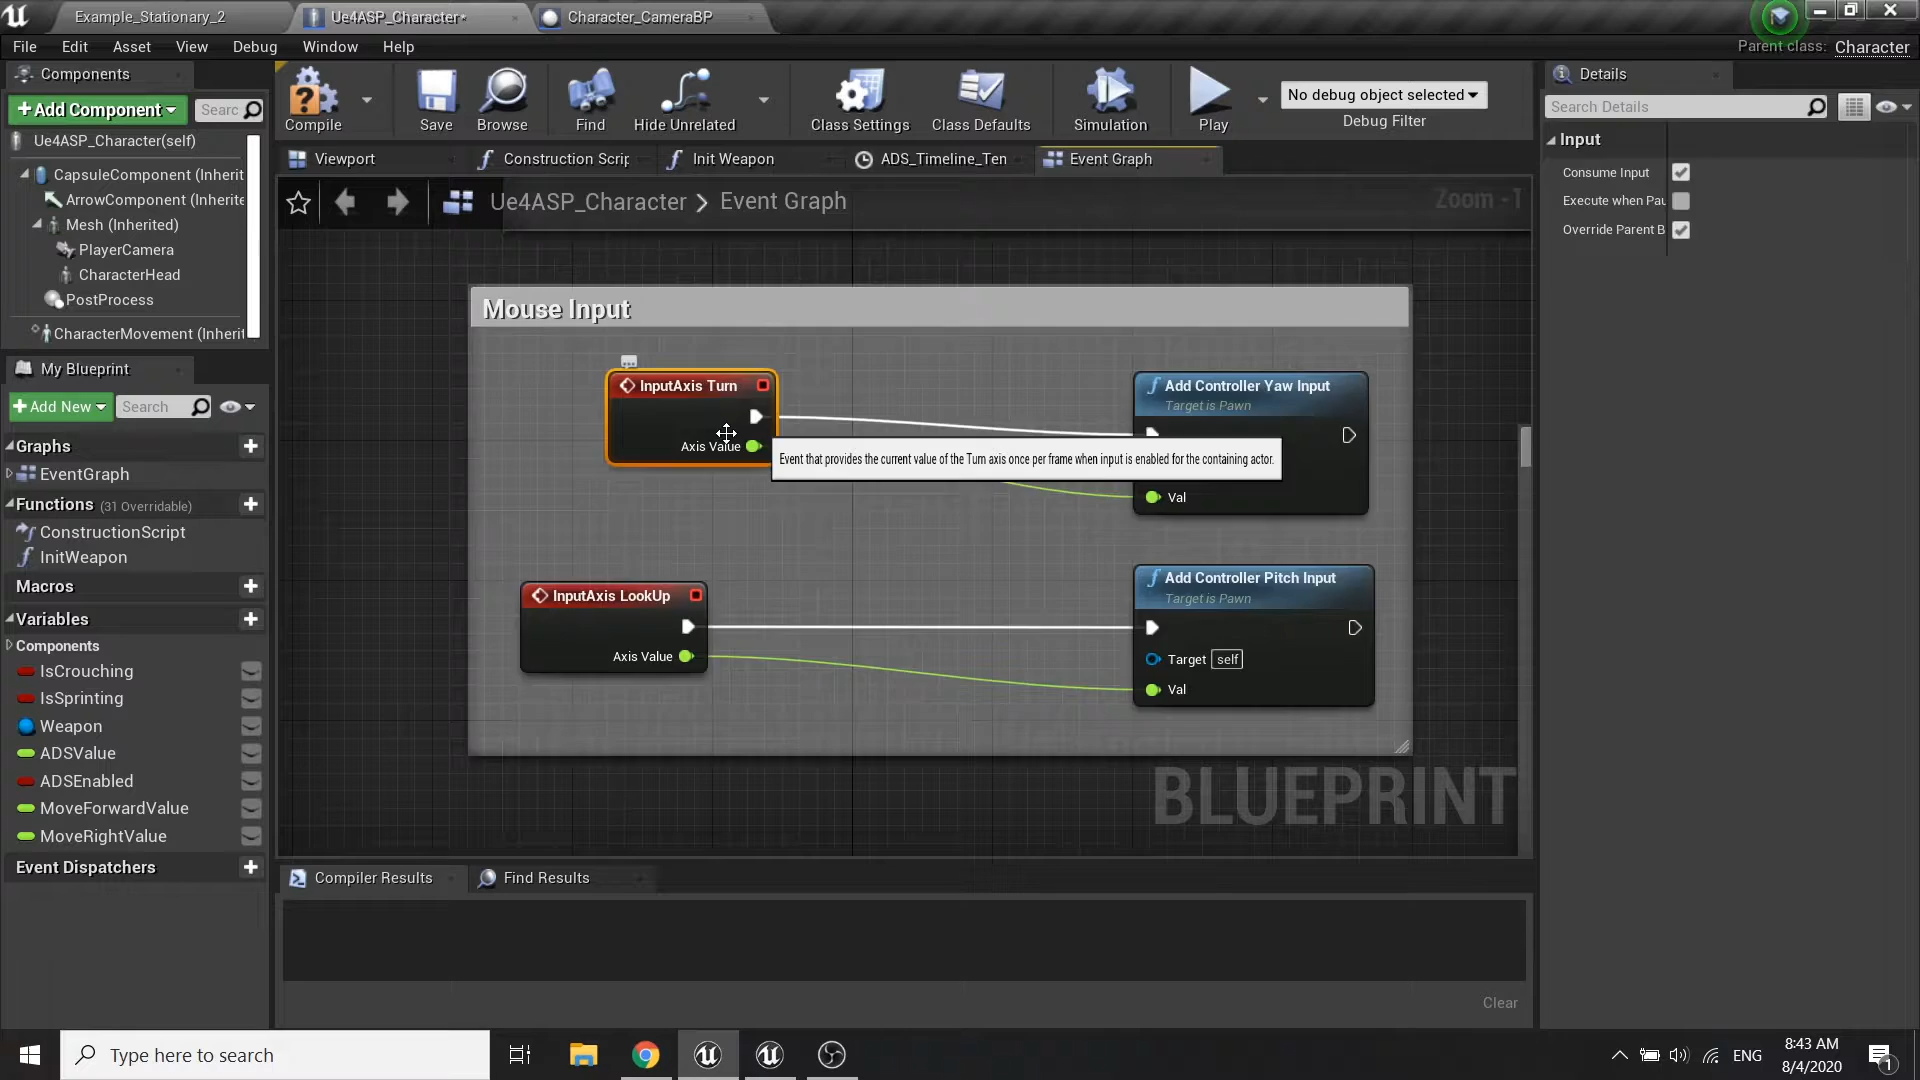 Example_Stationary_2
Ue4ASP_Character*
Character_CameraBP
File
Edit
Asset
View
Debug
Window
Help
Parent class: Character
Components
+Add Component
Searc
Ue4ASP_Character(self)
CapsuleComponent (Inherit
ArrowComponent (Inherite
Mesh (Inherited)
PlayerCamera
CharacterHead
PostProcess
CharacterMovement (Inherit
My Blueprint
+Add New
Search
Graphs
EventGraph
Functions (31 Overridable)
ConstructionScript
InitWeapon
Macros
Variables
Components
IsCrouching
IsSprinting
Weapon
ADSValue
ADSEnabled
MoveForwardValue
MoveRightValue
Event Dispatchers
Compile
Save
Browse
Find
Hide Unrelated
Class Settings
Class Defaults
Simulation
Play
No debug object selected
Debug Filter
Viewport
Construction Scrip
Init Weapon
ADS_Timeline_Ten
Event Graph
Ue4ASP_Character > Event Graph
Zoom -1
Mouse Input
InputAxis Turn
Axis Value
Add Controller Yaw Input
Target is Pawn
Event that provides the current value of the Turn axis once per frame when input is enabled for the containing actor.
Val
InputAxis LookUp
Axis Value
Add Controller Pitch Input
Target is Pawn
Target self
Val
BLUEPRINT
Compiler Results
Find Results
Clear
Details
Search Details
Input
Consume Input
Execute when Pau
Override Parent B
Type here to search
ENG
8:43 AM
8/4/2020
1